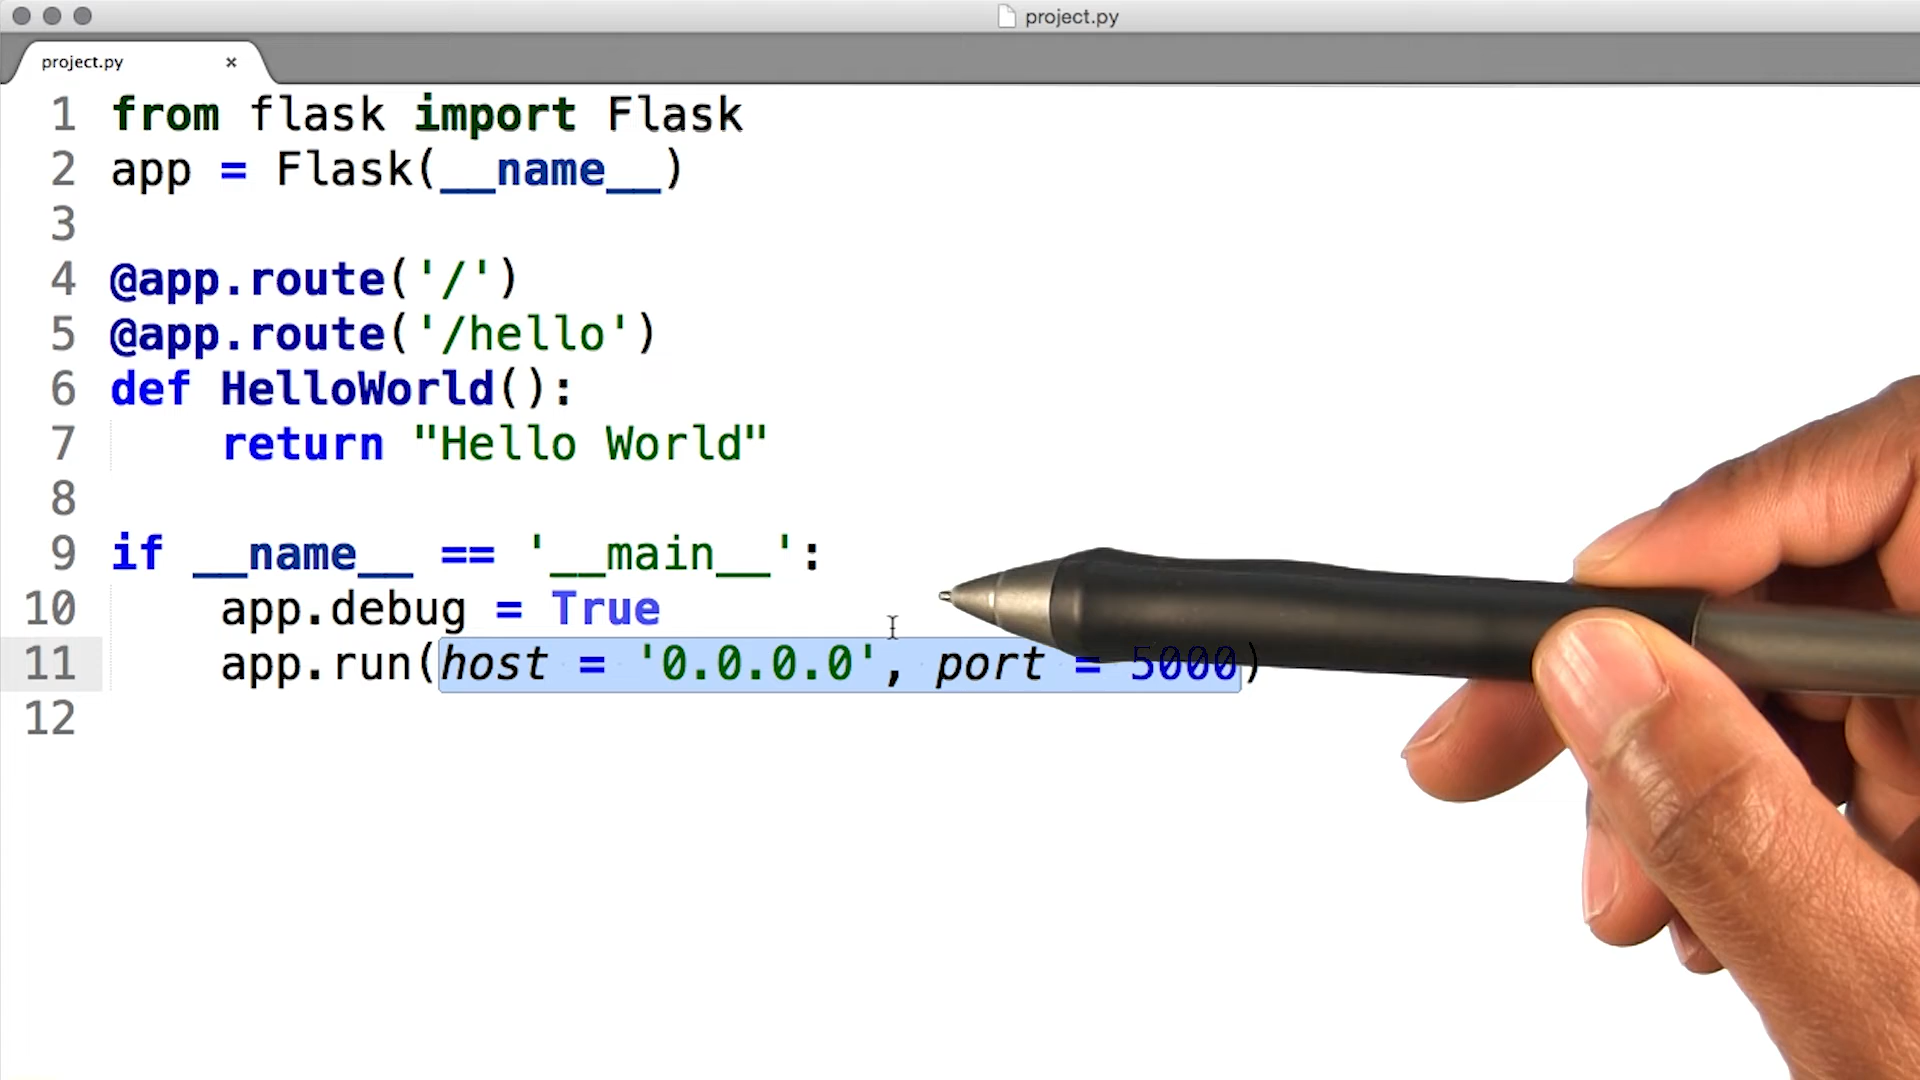 project.py
project.py
1 from flask import Flask
2 app = Flask(__name__)
3
4 @app.route('/')
5 @app.route('/hello')
6 def HelloWorld():
7 return "Hello World"
8
9 if __name__ == '__main__':
10 app.debug = True
11 app.run(host = '0.0.0.0', port = 5000)
12